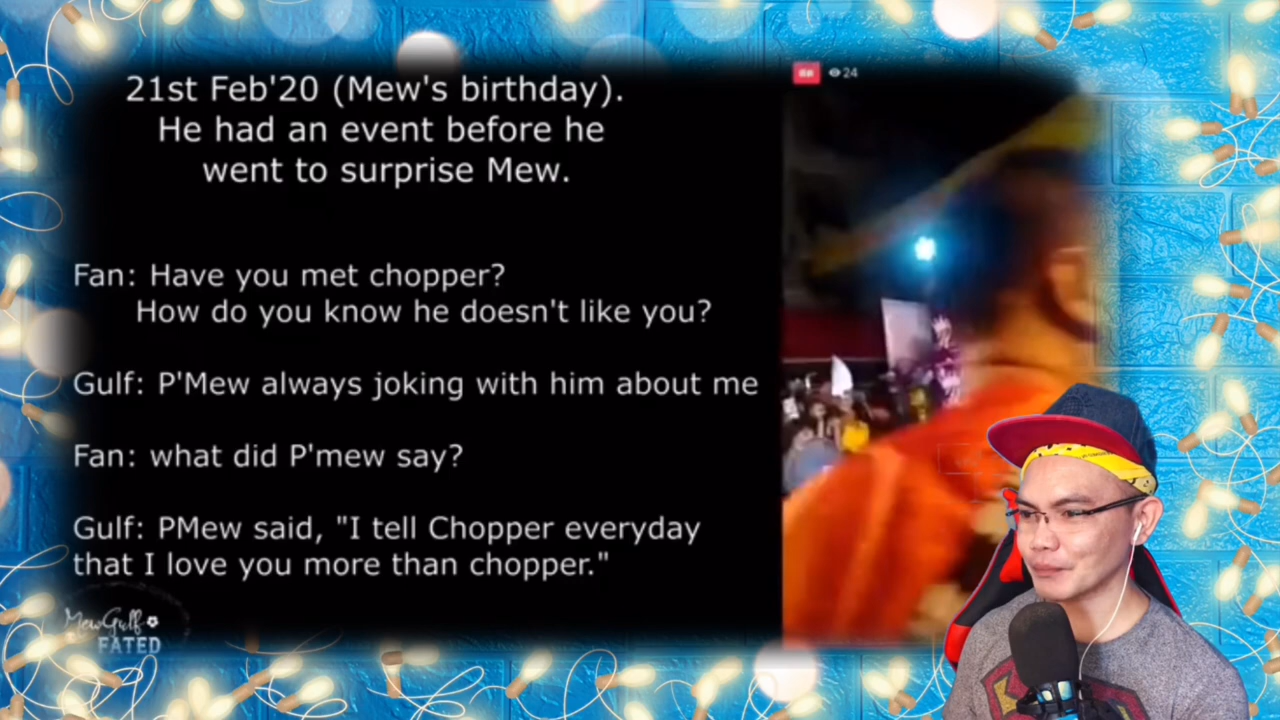 21st Feb'20 (Mew's birthday).
He had an event before he
went to surprise Mew.
24
Fan: Have you met chopper?
How do you know he doesn't like you?
Gulf: P'Mew always joking with him about me
Fan: what did P'mew say?
Gulf: PMew said, "I tell Chopper everyday
that I love you more than chopper."
MewGulf
FATED